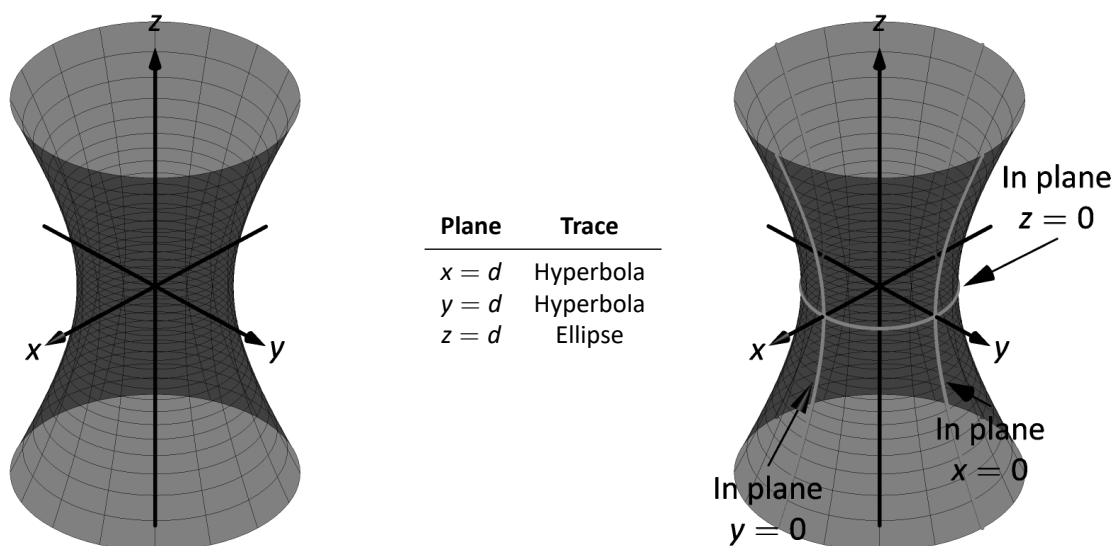 z
x
y
Plane Trace
x = d Hyperbola
y = d Hyperbola
z = d Ellipse
z
In plane
z = 0
x
y
In plane
x = 0
In plane
y = 0